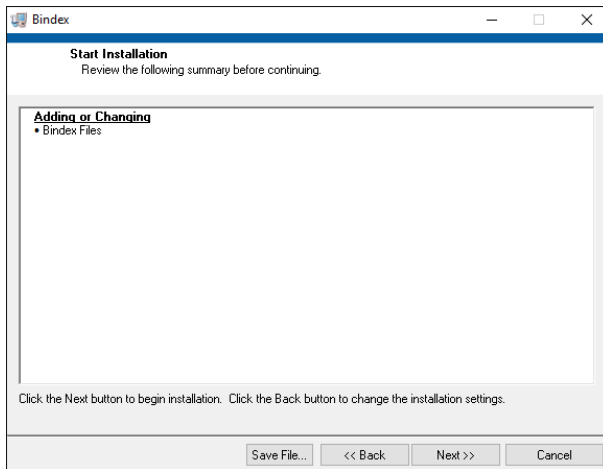 Bindex
Start Installation
Review the following summary before continuing.
Adding or Changing
• Bindex Files
Click the Next button to begin installation. Click the Back button to change the installation settings.
Save File... << Back Next >> Cancel